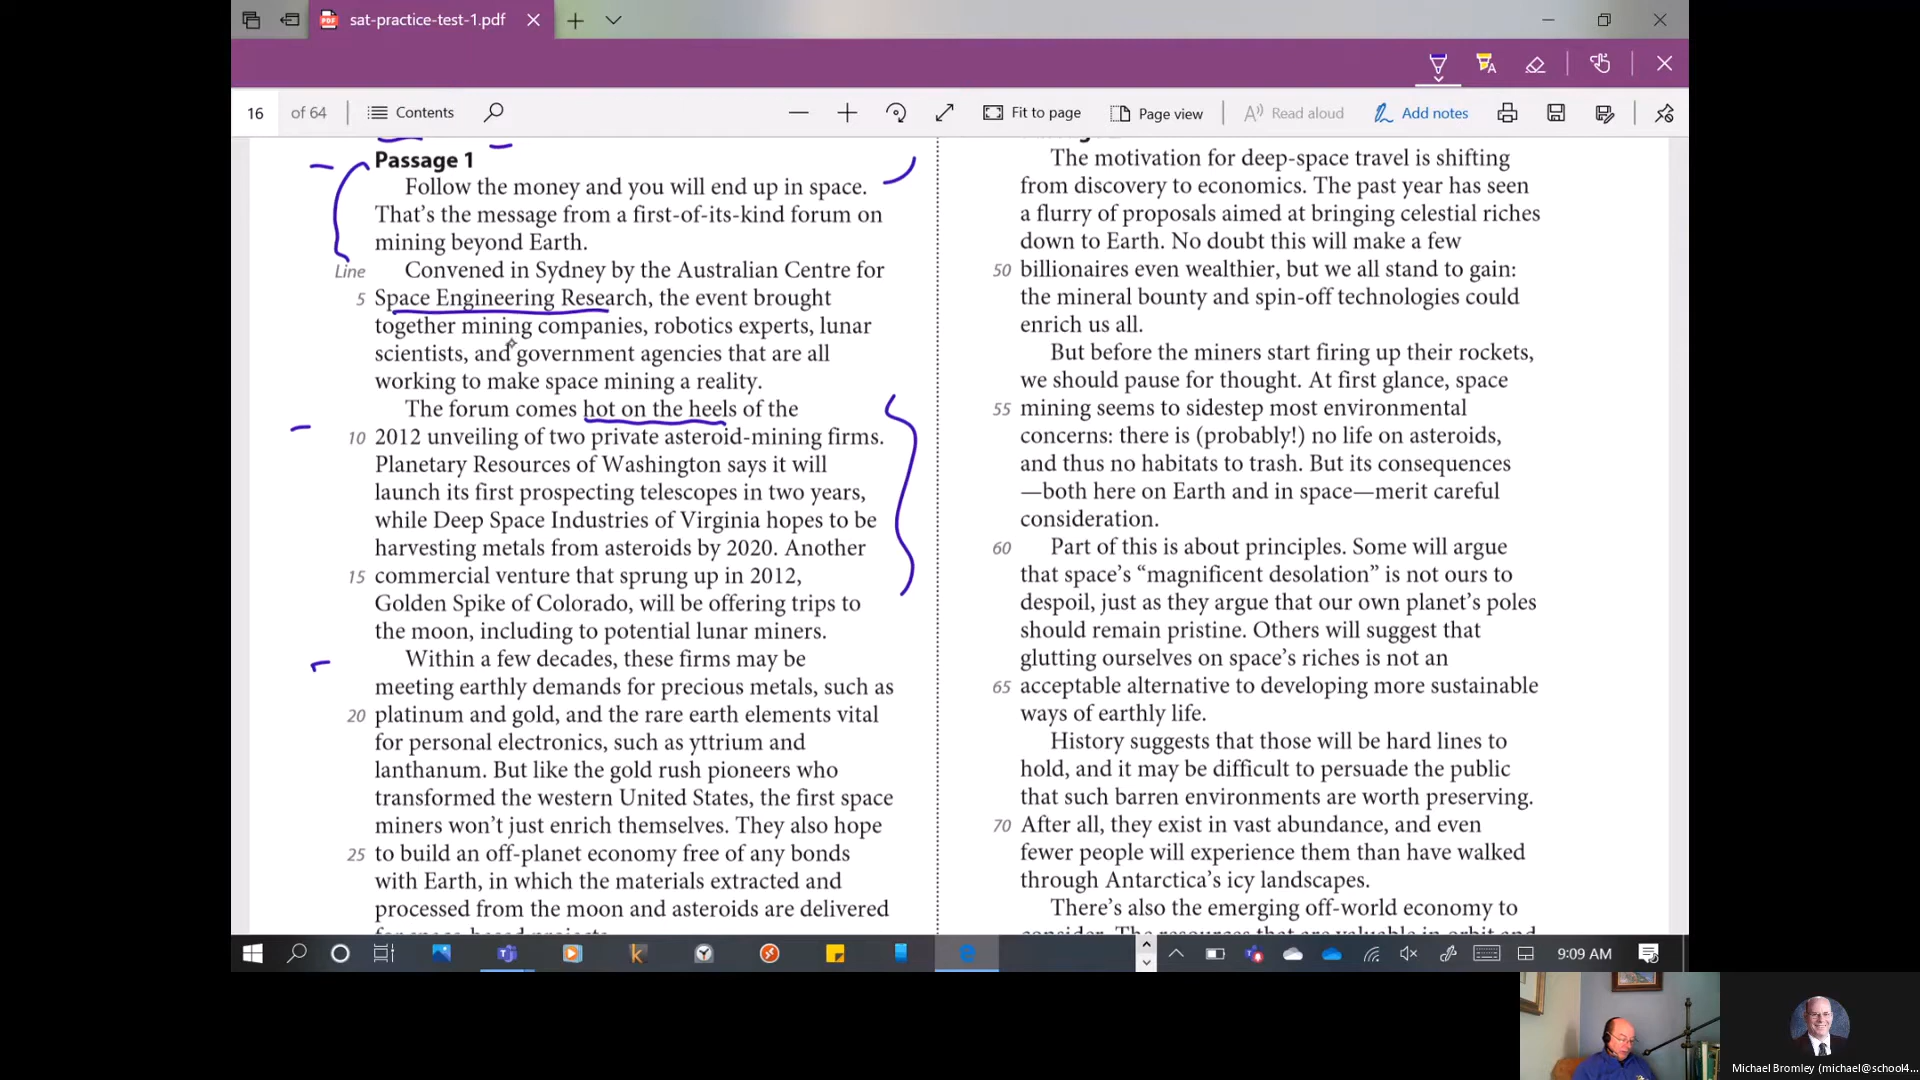 sat-practice-test-1.pdf
16 of 64 Contents Fit to page Page view Read aloud Add notes
Passage 1
Follow the money and you will end up in space.
That’s the message from a first-of-its-kind forum on
mining beyond Earth.
Line Convened in Sydney by the Australian Centre for
5 Space Engineering Research, the event brought
together mining companies, robotics experts, lunar
scientists, and government agencies that are all
working to make space mining a reality.
The forum comes hot on the heels of the
10 2012 unveiling of two private asteroid-mining firms.
Planetary Resources of Washington says it will
launch its first prospecting telescopes in two years,
while Deep Space Industries of Virginia hopes to be
harvesting metals from asteroids by 2020. Another
15 commercial venture that sprung up in 2012,
Golden Spike of Colorado, will be offering trips to
the moon, including to potential lunar miners.
Within a few decades, these firms may be
meeting earthly demands for precious metals, such as
20 platinum and gold, and the rare earth elements vital
for personal electronics, such as yttrium and
lanthanum. But like the gold rush pioneers who
transformed the western United States, the first space
miners won’t just enrich themselves. They also hope
25 to build an off-planet economy free of any bonds
with Earth, in which the materials extracted and
processed from the moon and asteroids are delivered
The motivation for deep-space travel is shifting
from discovery to economics. The past year has seen
a flurry of proposals aimed at bringing celestial riches
down to Earth. No doubt this will make a few
50 billionaires even wealthier, but we all stand to gain:
the mineral bounty and spin-off technologies could
enrich us all.
But before the miners start firing up their rockets,
we should pause for thought. At first glance, space
55 mining seems to sidestep most environmental
concerns: there is (probably!) no life on asteroids,
and thus no habitats to trash. But its consequences
—both here on Earth and in space—merit careful
consideration.
60 Part of this is about principles. Some will argue
that space’s “magnificent desolation” is not ours to
despoil, just as they argue that our own planet’s poles
should remain pristine. Others will suggest that
glutting ourselves on space’s riches is not an
65 acceptable alternative to developing more sustainable
ways of earthly life.
History suggests that those will be hard lines to
hold, and it may be difficult to persuade the public
that such barren environments are worth preserving.
70 After all, they exist in vast abundance, and even
fewer people will experience them than have walked
through Antarctica’s icy landscapes.
There’s also the emerging off-world economy to
9:09 AM
Michael Bromley (michael@school4...